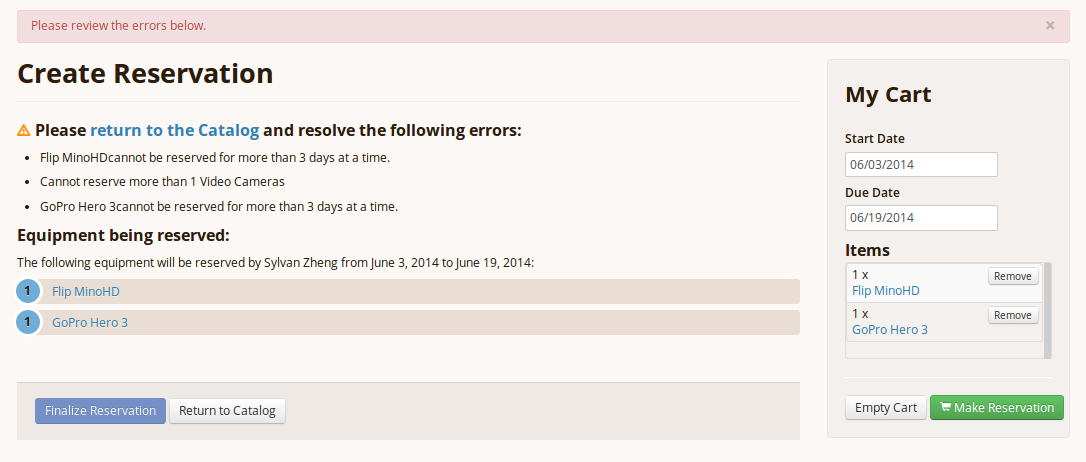 Please review the errors below.
×
Create Reservation
Please return to the Catalog and resolve the following errors:
Flip MinoHDcannot be reserved for more than 3 days at a time.
Cannot reserve more than 1 Video Cameras
GoPro Hero 3cannot be reserved for more than 3 days at a time.
Equipment being reserved:
The following equipment will be reserved by Sylvan Zheng from June 3, 2014 to June 19, 2014:
1 Flip MinoHD
1 GoPro Hero 3
Finalize Reservation Return to Catalog
My Cart
Start Date
06/03/2014
Due Date
06/19/2014
Items
1 x Remove
Flip MinoHD
1 x Remove
GoPro Hero 3
Empty Cart Make Reservation